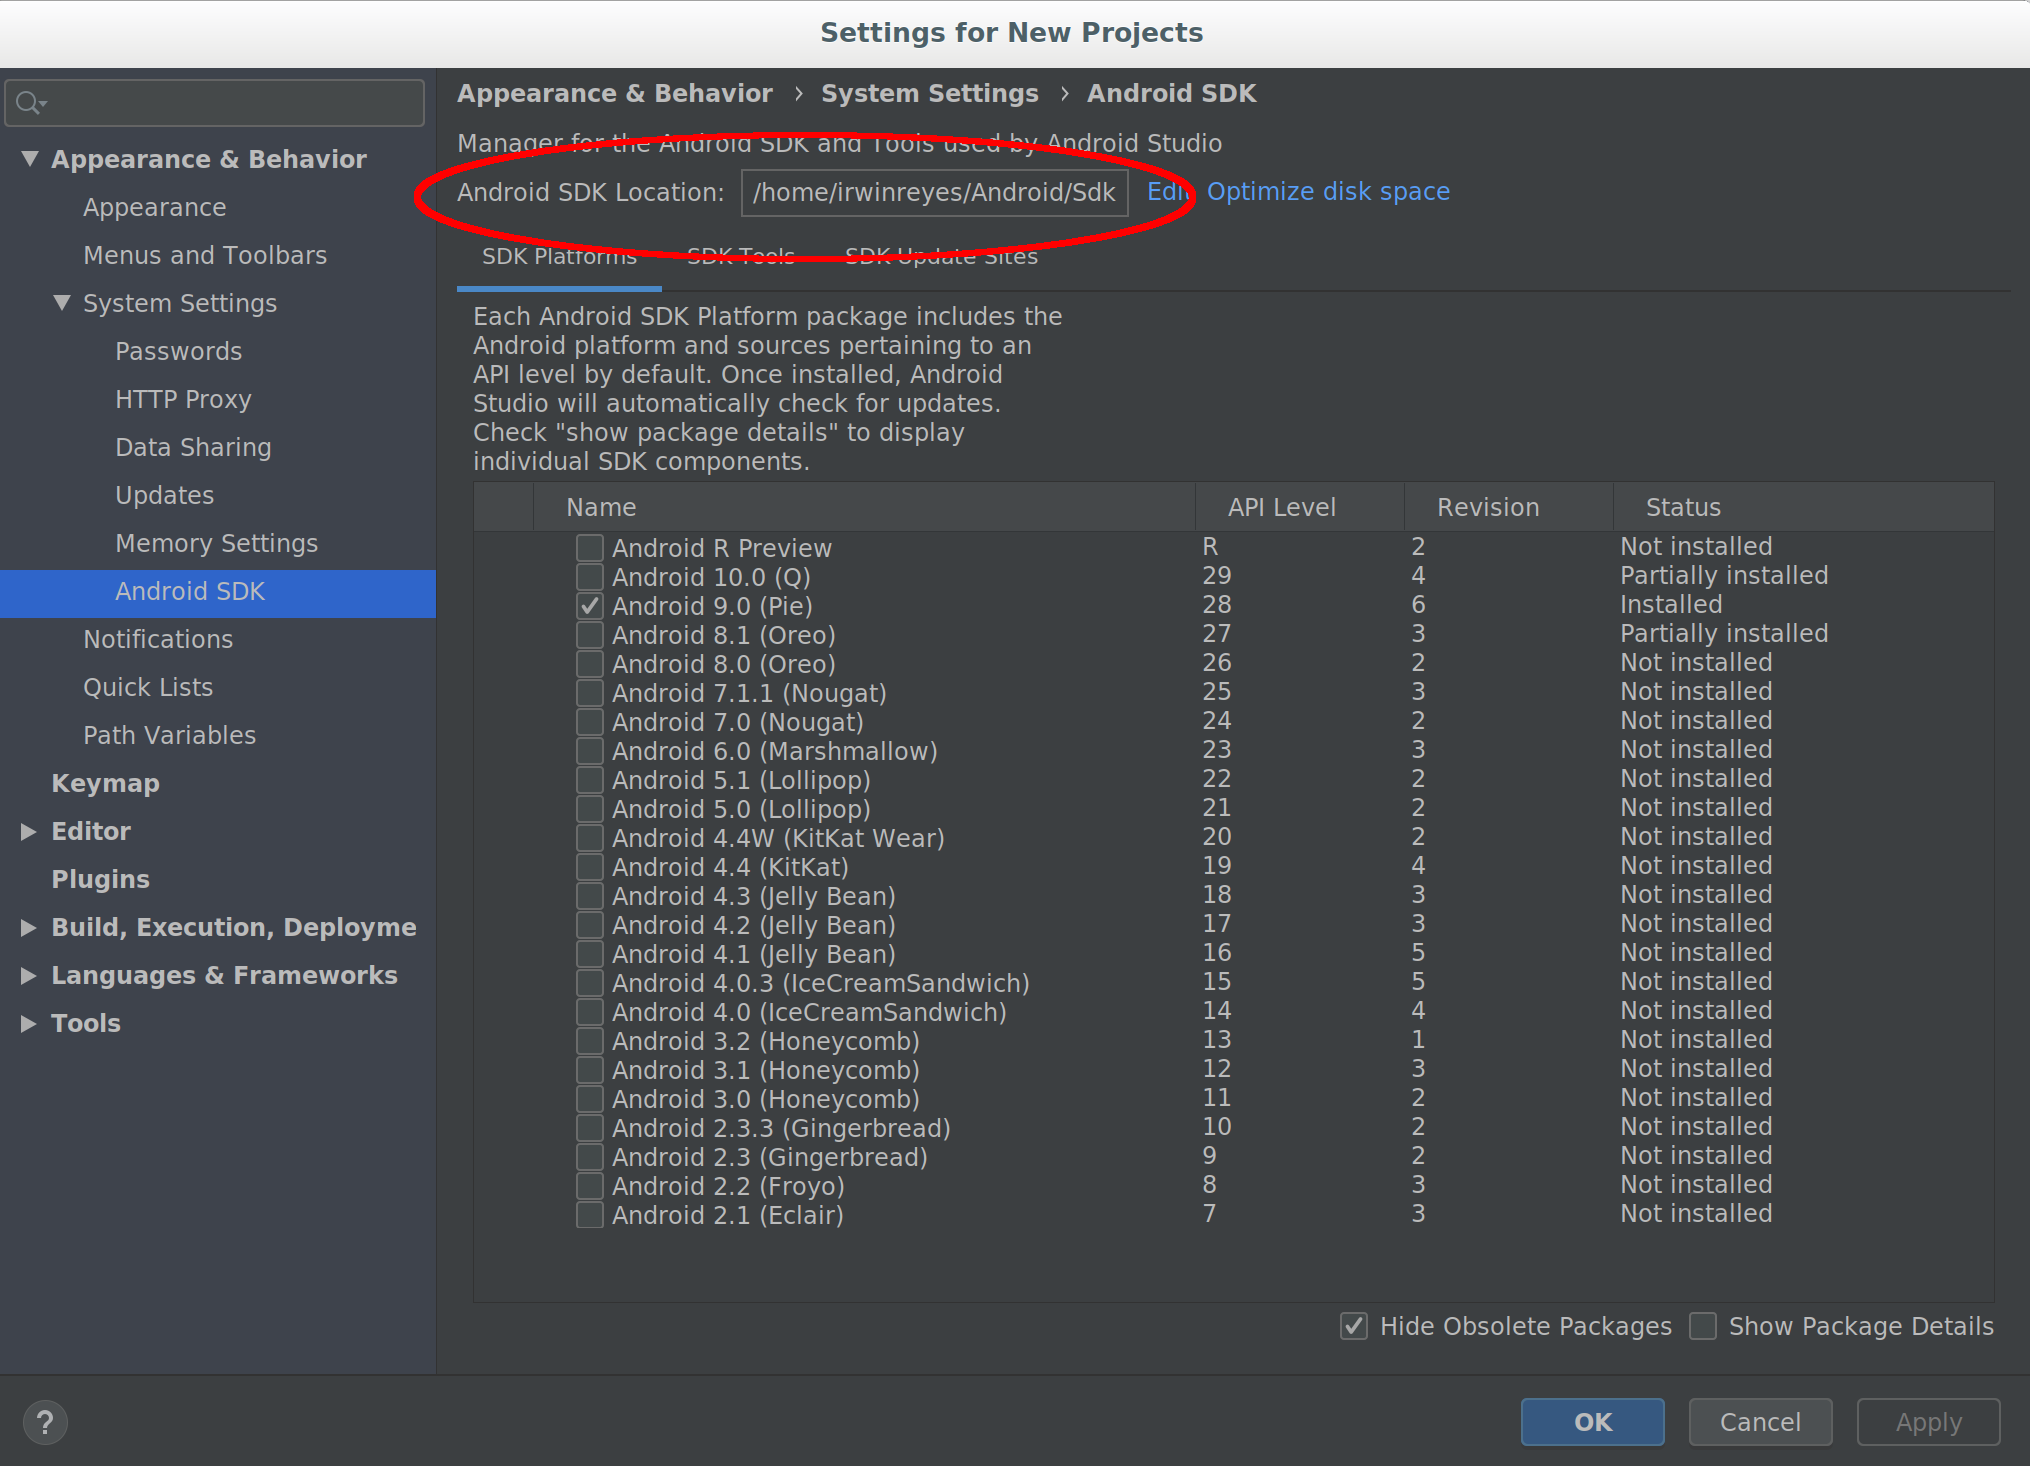 Settings for New Projects
Appearance & Behavior
Appearance
Menus and Toolbars
System Settings
Passwords
HTTP Proxy
Data Sharing
Updates
Memory Settings
Android SDK
Notifications
Quick Lists
Path Variables
Keymap
Editor
Plugins
Build, Execution, Deployme
Languages & Frameworks
Tools
Appearance & Behavior › System Settings › Android SDK
Manager for the Android SDK and Tools used by Android Studio
Android SDK Location: /home/irwinreyes/Android/Sdk Edit Optimize disk space
SDK Platforms SDK Tools SDK Update Sites
Each Android SDK Platform package includes the
Android platform and sources pertaining to an
API level by default. Once installed, Android
Studio will automatically check for updates.
Check "show package details" to display
individual SDK components.
Name API Level Revision Status
Android R Preview R 2 Not installed
Android 10.0 (Q) 29 4 Partially installed
Android 9.0 (Pie) 28 6 Installed
Android 8.1 (Oreo) 27 3 Partially installed
Android 8.0 (Oreo) 26 2 Not installed
Android 7.1.1 (Nougat) 25 3 Not installed
Android 7.0 (Nougat) 24 2 Not installed
Android 6.0 (Marshmallow) 23 3 Not installed
Android 5.1 (Lollipop) 22 2 Not installed
Android 5.0 (Lollipop) 21 2 Not installed
Android 4.4W (KitKat Wear) 20 2 Not installed
Android 4.4 (KitKat) 19 4 Not installed
Android 4.3 (Jelly Bean) 18 3 Not installed
Android 4.2 (Jelly Bean) 17 3 Not installed
Android 4.1 (Jelly Bean) 16 5 Not installed
Android 4.0.3 (IceCreamSandwich) 15 5 Not installed
Android 4.0 (IceCreamSandwich) 14 4 Not installed
Android 3.2 (Honeycomb) 13 1 Not installed
Android 3.1 (Honeycomb) 12 3 Not installed
Android 3.0 (Honeycomb) 11 2 Not installed
Android 2.3.3 (Gingerbread) 10 2 Not installed
Android 2.3 (Gingerbread) 9 2 Not installed
Android 2.2 (Froyo) 8 3 Not installed
Android 2.1 (Eclair) 7 3 Not installed
Hide Obsolete Packages Show Package Details
? OK Cancel Apply